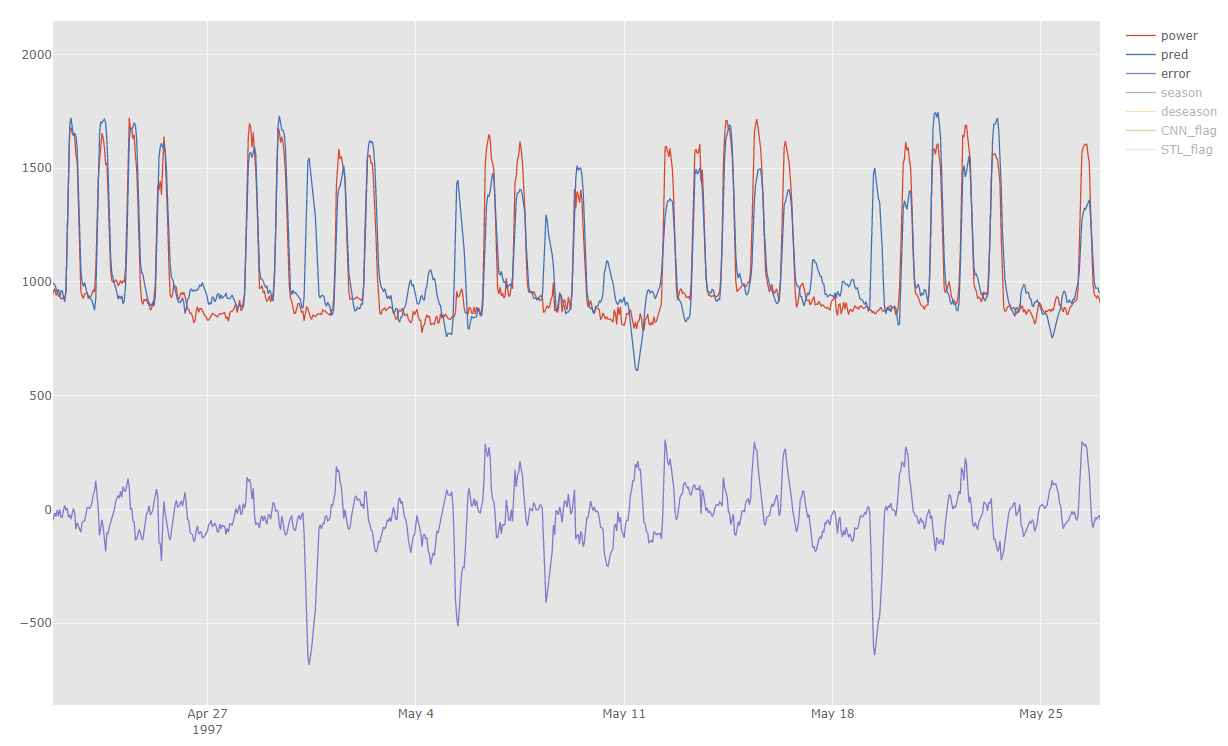 2000
1500
1000
500
0
−500
Apr 27
1997
May 4
May 11
May 18
May 25
power
pred
error
season
deseason
CNN_flag
STL_flag